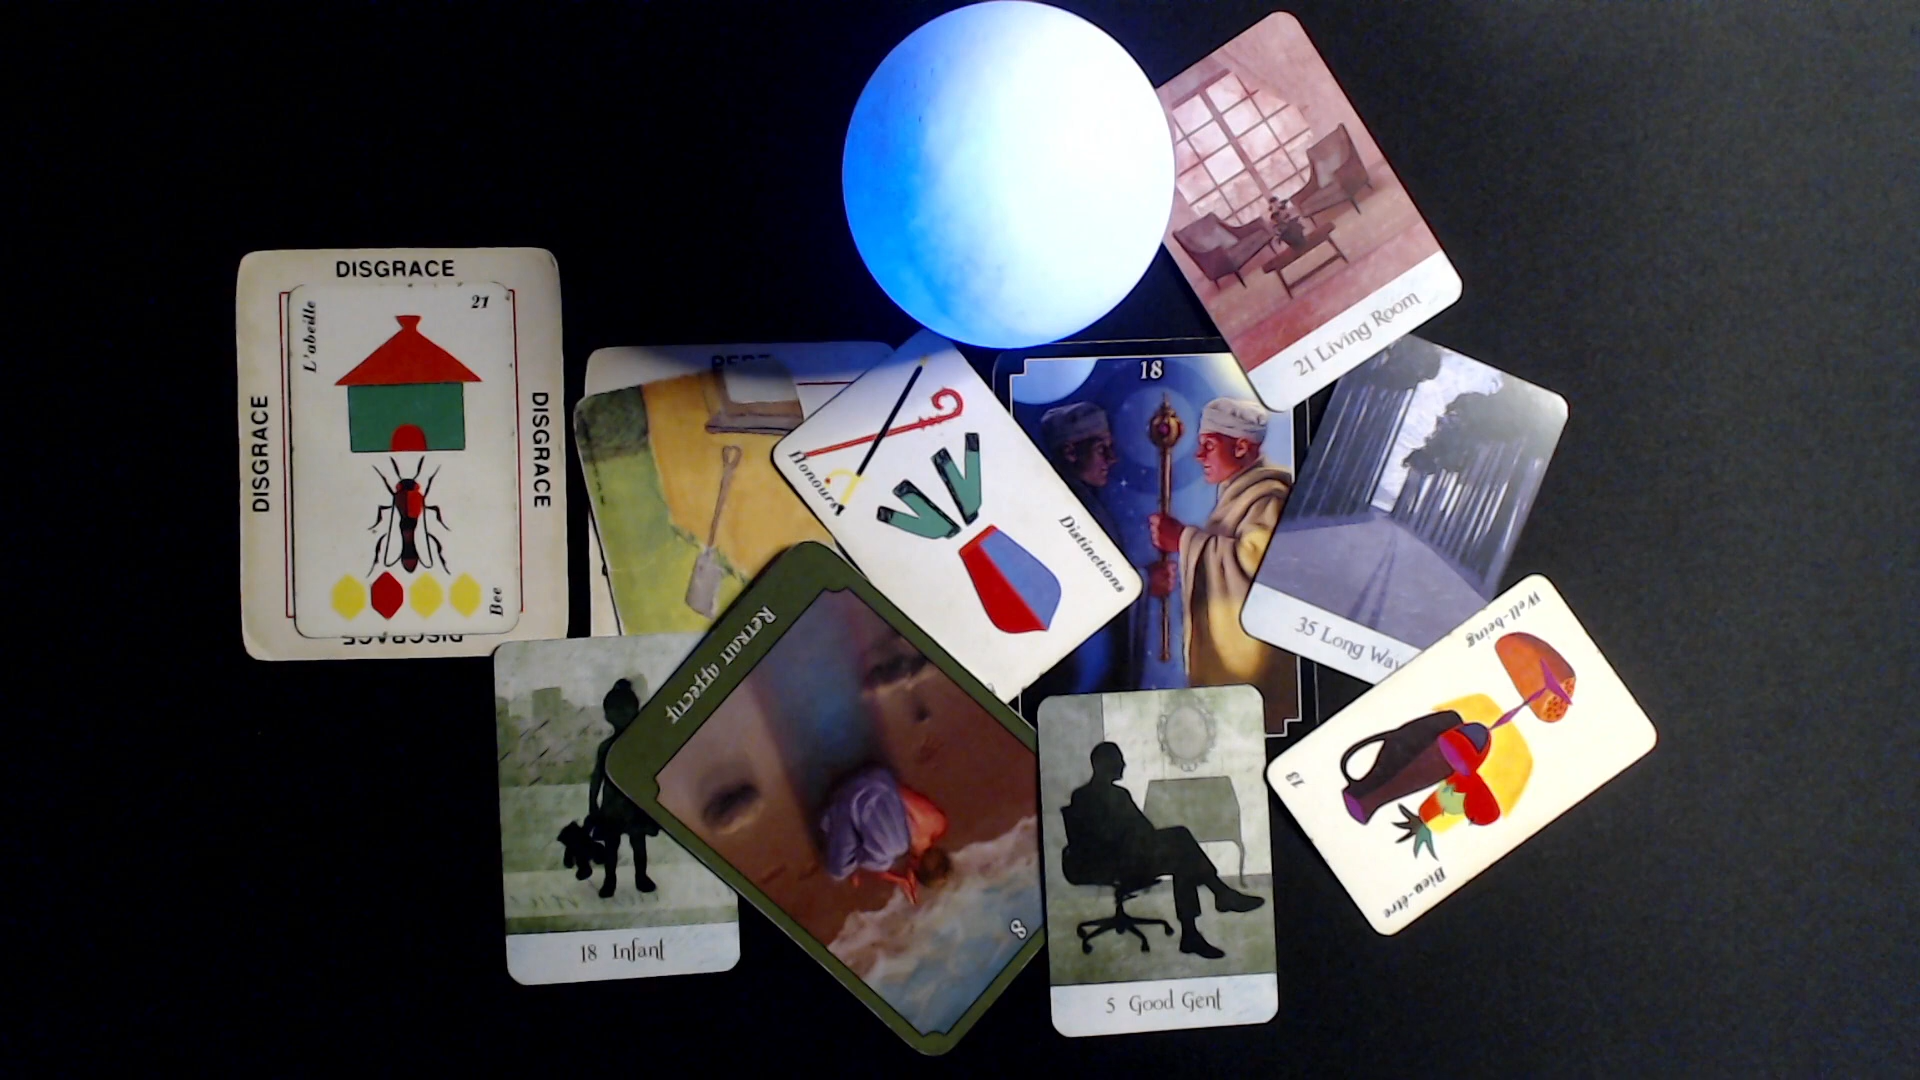 DISGRACE
L'abeille
21
DISGRACE
DISGRACE
Bee
DISGRACE
Honours
Distinctions
18
21 Living Room
35 Long Way
Well-being
13
Bien-être
Retrait affectif
8
18 Infant
5 Good Gent